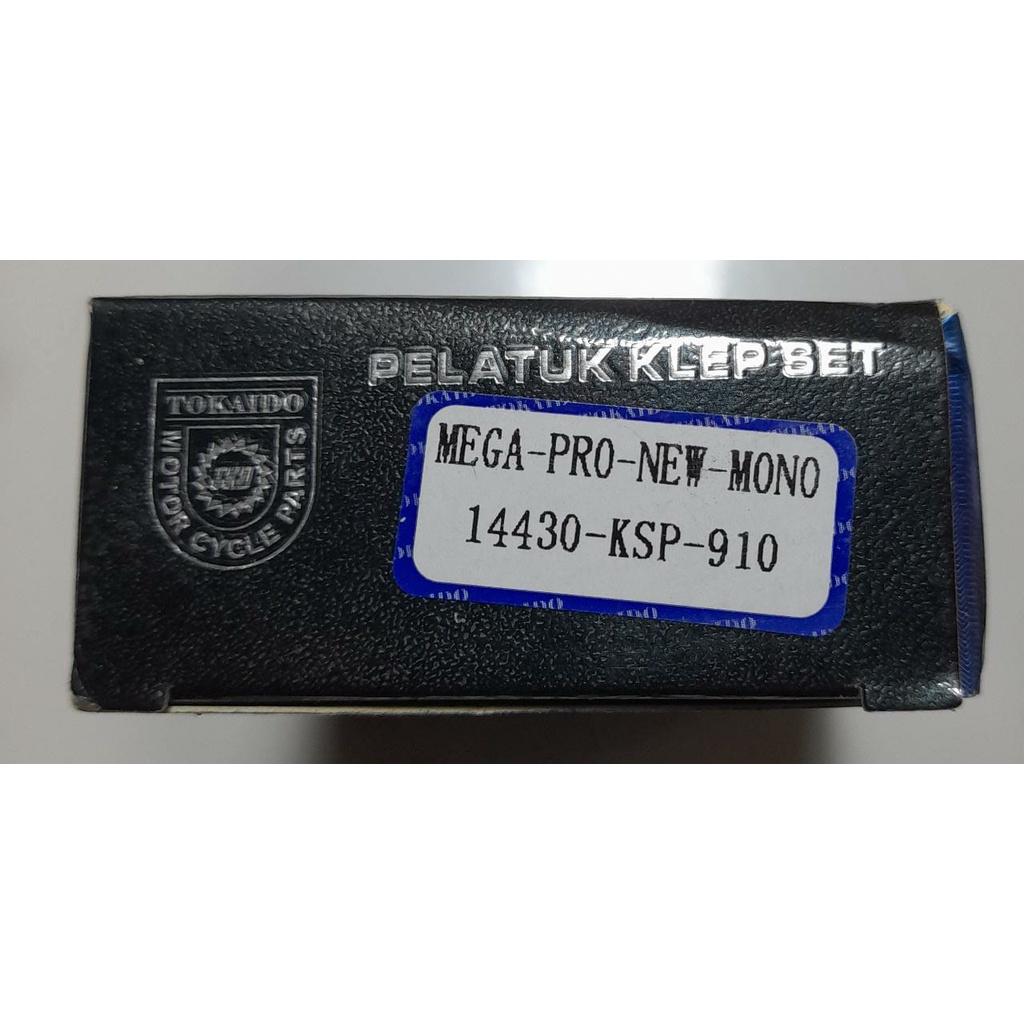 PELATUK KLEP SET
TOKAIDO
MOTOR CYCLE PARTS
MEGA-PRO-NEW-MONO
14430-KSP-910